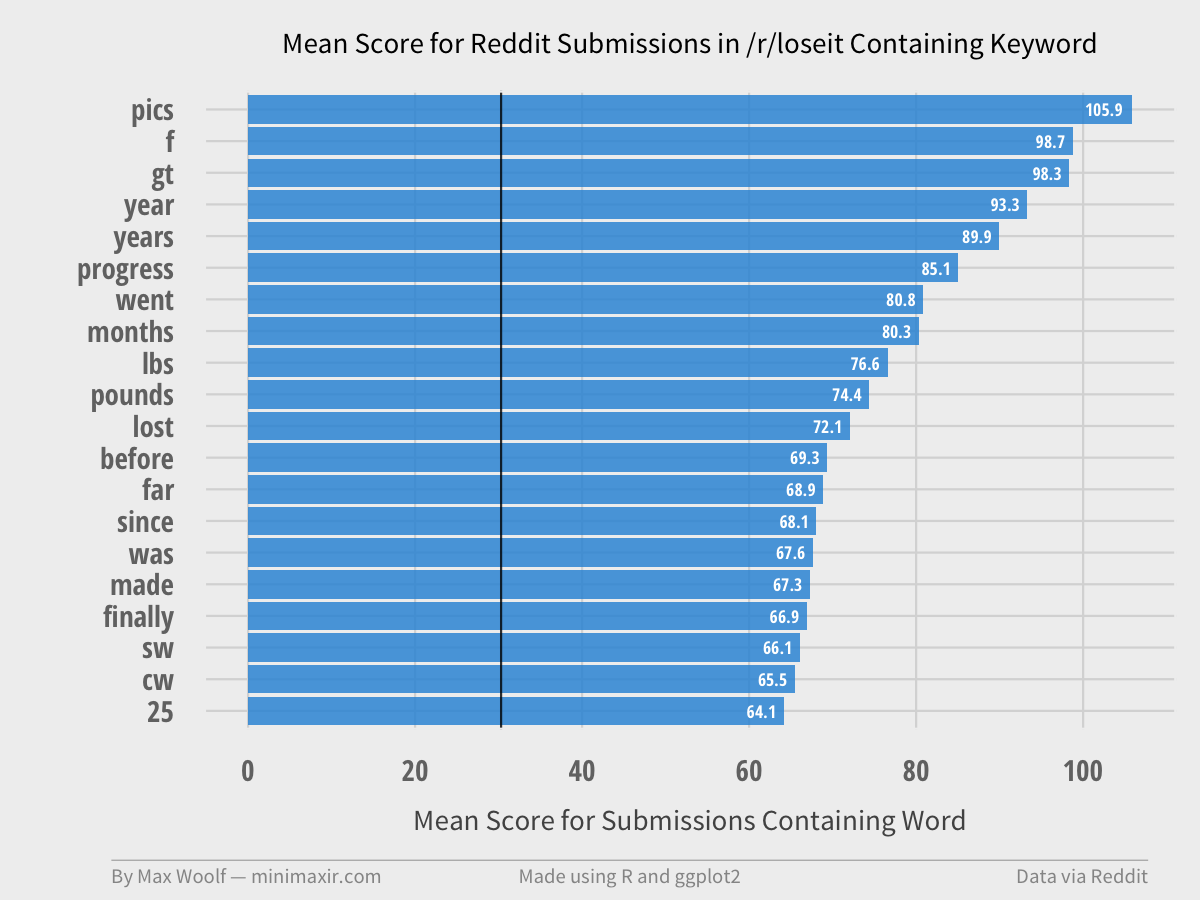 Mean Score for Reddit Submissions in /r/loseit Containing Keyword
pics 105.9
f 98.7
gt 98.3
year 93.3
years 89.9
progress 85.1
went 80.8
months 80.3
lbs 76.6
pounds 74.4
lost 72.1
before 69.3
far 68.9
since 68.1
was 67.6
made 67.3
finally 66.9
sw 66.1
cw 65.5
25 64.1
0 20 40 60 80 100
Mean Score for Submissions Containing Word
By Max Woolf — minimaxir.com Made using R and ggplot2 Data via Reddit